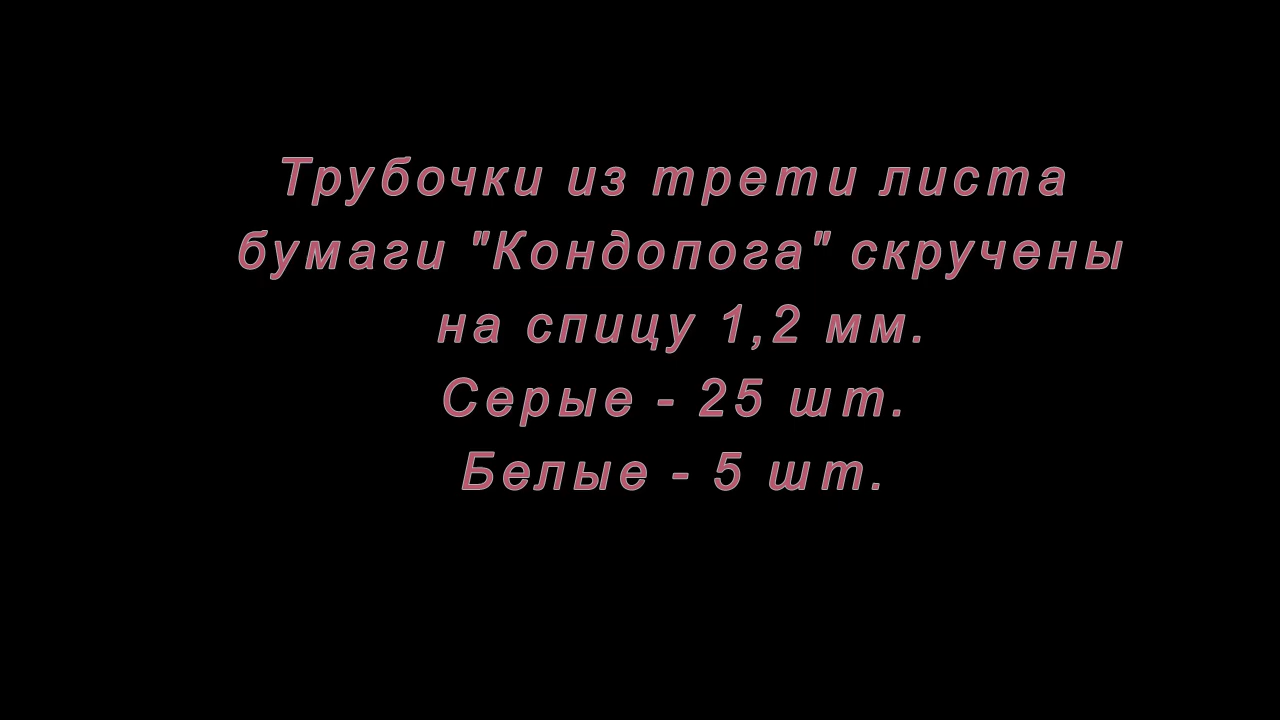 Трубочки из трети листа
бумаги "Кондопога" скручены
на спицу 1,2 мм.
Серые - 25 шт.
Белые - 5 шт.